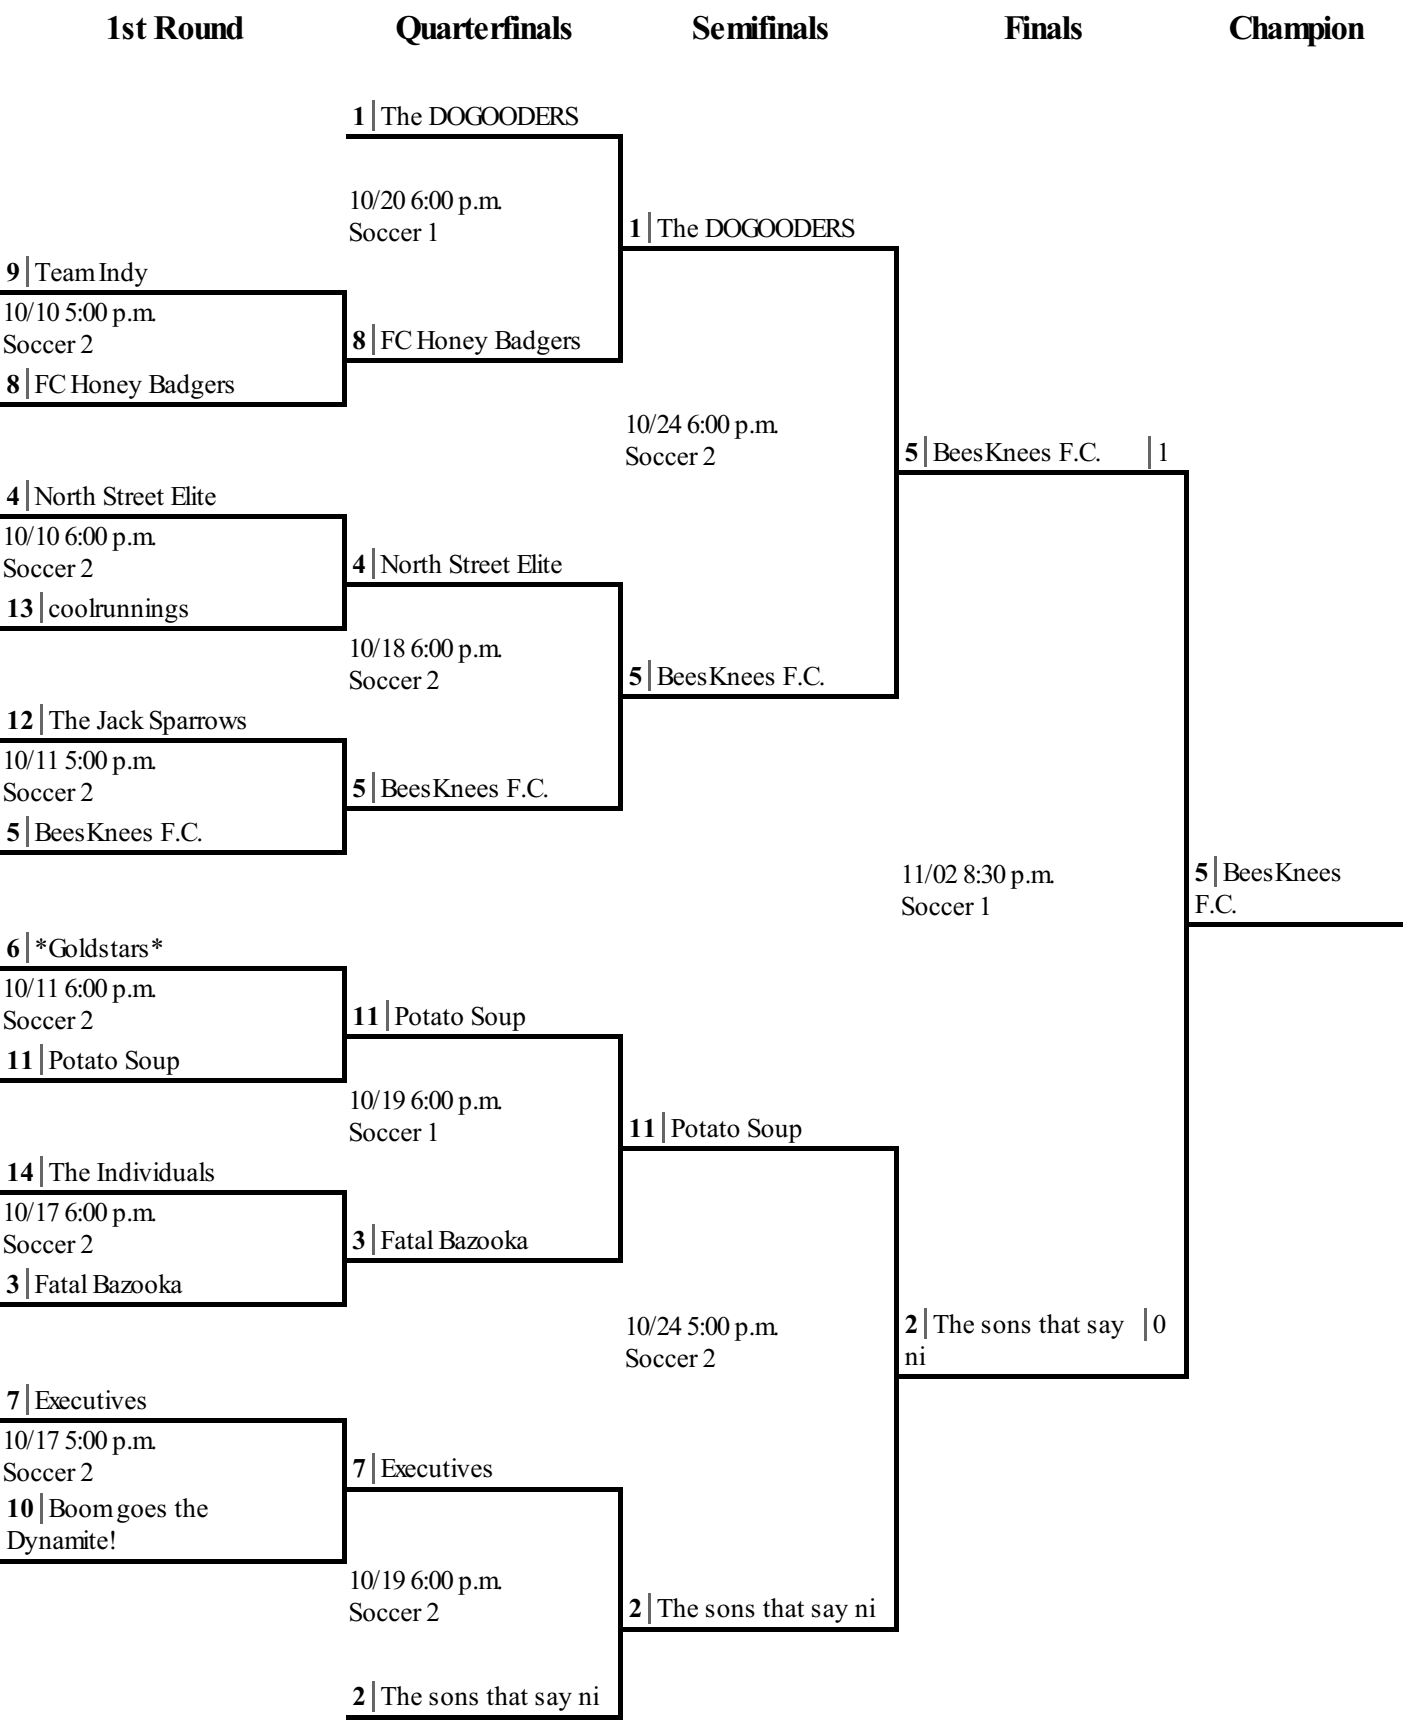 1st Round
Quarterfinals
Semifinals
Finals
Champion
1 The DOGOODERS
10/20 6:00 p.m.
Soccer 1
1 The DOGOODERS
9 Team Indy
10/10 5:00 p.m.
Soccer 2
8 FC Honey Badgers
8 FC Honey Badgers
10/24 6:00 p.m.
Soccer 2
5 BeesKnees F.C. 1
4 North Street Elite
10/10 6:00 p.m.
Soccer 2
4 North Street Elite
13 coolrunnings
10/18 6:00 p.m.
Soccer 2
5 BeesKnees F.C.
12 The Jack Sparrows
10/11 5:00 p.m.
Soccer 2
5 BeesKnees F.C.
5 BeesKnees F.C.
11/02 8:30 p.m.
Soccer 1
5 BeesKnees
F.C.
6 *Goldstars*
10/11 6:00 p.m.
Soccer 2
11 Potato Soup
11 Potato Soup
10/19 6:00 p.m.
Soccer 1
11 Potato Soup
14 The Individuals
10/17 6:00 p.m.
Soccer 2
3 Fatal Bazooka
3 Fatal Bazooka
10/24 5:00 p.m.
Soccer 2
2 The sons that say 0
ni
7 Executives
10/17 5:00 p.m.
Soccer 2
7 Executives
10 Boom goes the
Dynamite!
10/19 6:00 p.m.
Soccer 2
2 The sons that say ni
2 The sons that say ni